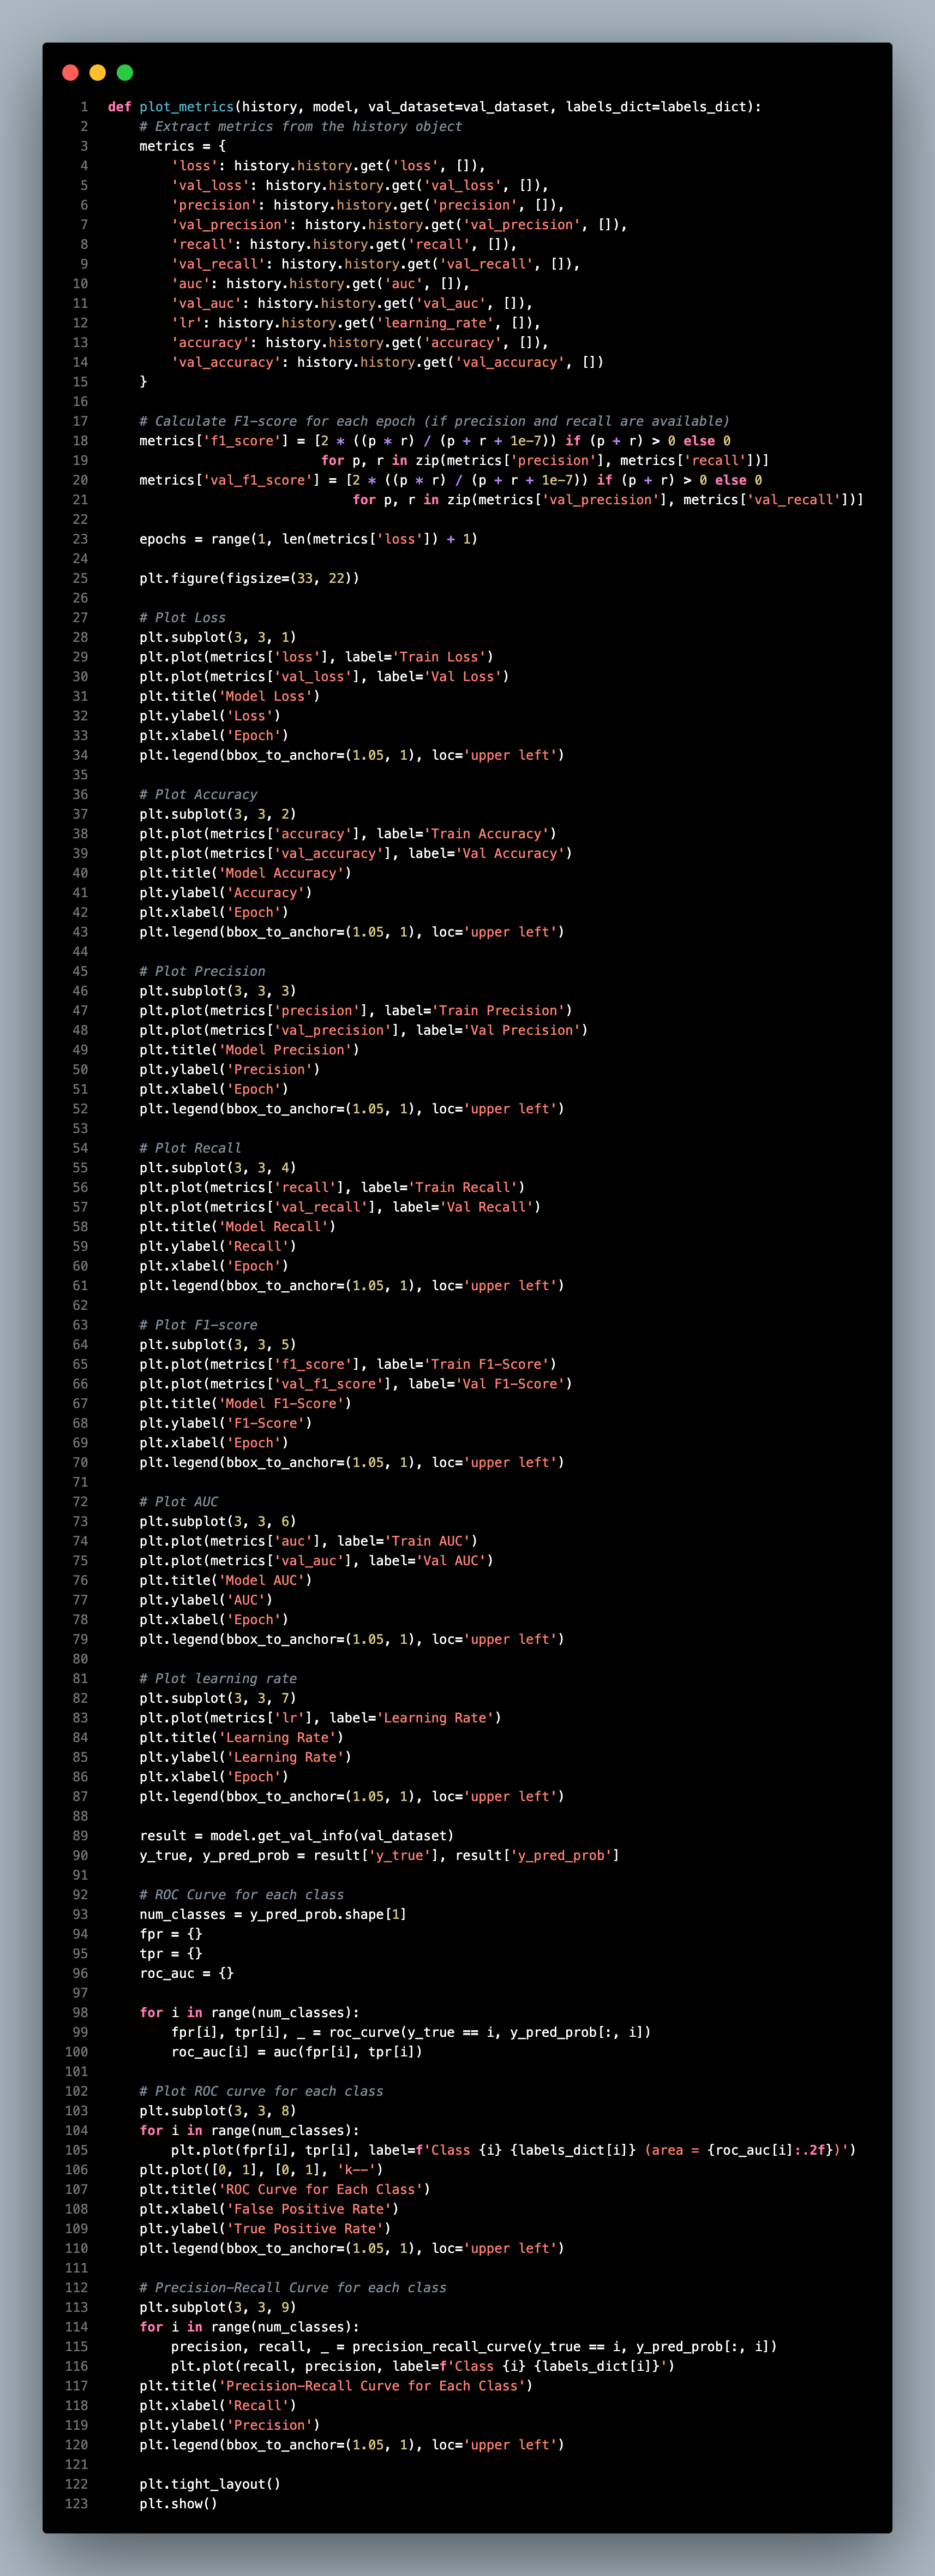 1 def plot_metrics(history, model, val_dataset=val_dataset, labels_dict=labels_dict):
2     # Extract metrics from the history object
3     metrics = {
4         'loss': history.history.get('loss', []),
5         'val_loss': history.history.get('val_loss', []),
6         'precision': history.history.get('precision', []),
7         'val_precision': history.history.get('val_precision', []),
8         'recall': history.history.get('recall', []),
9         'val_recall': history.history.get('val_recall', []),
10         'auc': history.history.get('auc', []),
11         'val_auc': history.history.get('val_auc', []),
12         'lr': history.history.get('learning_rate', []),
13         'accuracy': history.history.get('accuracy', []),
14         'val_accuracy': history.history.get('val_accuracy', [])
15     }
16
17     # Calculate F1-score for each epoch (if precision and recall are available)
18     metrics['f1_score'] = [2 * ((p * r) / (p + r + 1e-7)) if (p + r) > 0 else 0
19                            for p, r in zip(metrics['precision'], metrics['recall'])]
20     metrics['val_f1_score'] = [2 * ((p * r) / (p + r + 1e-7)) if (p + r) > 0 else 0
21                                for p, r in zip(metrics['val_precision'], metrics['val_recall'])]
22
23     epochs = range(1, len(metrics['loss']) + 1)
24
25     plt.figure(figsize=(33, 22))
26
27     # Plot Loss
28     plt.subplot(3, 3, 1)
29     plt.plot(metrics['loss'], label='Train Loss')
30     plt.plot(metrics['val_loss'], label='Val Loss')
31     plt.title('Model Loss')
32     plt.ylabel('Loss')
33     plt.xlabel('Epoch')
34     plt.legend(bbox_to_anchor=(1.05, 1), loc='upper left')
35
36     # Plot Accuracy
37     plt.subplot(3, 3, 2)
38     plt.plot(metrics['accuracy'], label='Train Accuracy')
39     plt.plot(metrics['val_accuracy'], label='Val Accuracy')
40     plt.title('Model Accuracy')
41     plt.ylabel('Accuracy')
42     plt.xlabel('Epoch')
43     plt.legend(bbox_to_anchor=(1.05, 1), loc='upper left')
44
45     # Plot Precision
46     plt.subplot(3, 3, 3)
47     plt.plot(metrics['precision'], label='Train Precision')
48     plt.plot(metrics['val_precision'], label='Val Precision')
49     plt.title('Model Precision')
50     plt.ylabel('Precision')
51     plt.xlabel('Epoch')
52     plt.legend(bbox_to_anchor=(1.05, 1), loc='upper left')
53
54     # Plot Recall
55     plt.subplot(3, 3, 4)
56     plt.plot(metrics['recall'], label='Train Recall')
57     plt.plot(metrics['val_recall'], label='Val Recall')
58     plt.title('Model Recall')
59     plt.ylabel('Recall')
60     plt.xlabel('Epoch')
61     plt.legend(bbox_to_anchor=(1.05, 1), loc='upper left')
62
63     # Plot F1-score
64     plt.subplot(3, 3, 5)
65     plt.plot(metrics['f1_score'], label='Train F1-Score')
66     plt.plot(metrics['val_f1_score'], label='Val F1-Score')
67     plt.title('Model F1-Score')
68     plt.ylabel('F1-Score')
69     plt.xlabel('Epoch')
70     plt.legend(bbox_to_anchor=(1.05, 1), loc='upper left')
71
72     # Plot AUC
73     plt.subplot(3, 3, 6)
74     plt.plot(metrics['auc'], label='Train AUC')
75     plt.plot(metrics['val_auc'], label='Val AUC')
76     plt.title('Model AUC')
77     plt.ylabel('AUC')
78     plt.xlabel('Epoch')
79     plt.legend(bbox_to_anchor=(1.05, 1), loc='upper left')
80
81     # Plot learning rate
82     plt.subplot(3, 3, 7)
83     plt.plot(metrics['lr'], label='Learning Rate')
84     plt.title('Learning Rate')
85     plt.ylabel('Learning Rate')
86     plt.xlabel('Epoch')
87     plt.legend(bbox_to_anchor=(1.05, 1), loc='upper left')
88
89     result = model.get_val_info(val_dataset)
90     y_true, y_pred_prob = result['y_true'], result['y_pred_prob']
91
92     # ROC Curve for each class
93     num_classes = y_pred_prob.shape[1]
94     fpr = {}
95     tpr = {}
96     roc_auc = {}
97
98     for i in range(num_classes):
99         fpr[i], tpr[i], _ = roc_curve(y_true == i, y_pred_prob[:, i])
100         roc_auc[i] = auc(fpr[i], tpr[i])
101
102     # Plot ROC curve for each class
103     plt.subplot(3, 3, 8)
104     for i in range(num_classes):
105         plt.plot(fpr[i], tpr[i], label=f'Class {i} {labels_dict[i]} (area = {roc_auc[i]:.2f})')
106     plt.plot([0, 1], [0, 1], 'k--')
107     plt.title('ROC Curve for Each Class')
108     plt.xlabel('False Positive Rate')
109     plt.ylabel('True Positive Rate')
110     plt.legend(bbox_to_anchor=(1.05, 1), loc='upper left')
111
112     # Precision-Recall Curve for each class
113     plt.subplot(3, 3, 9)
114     for i in range(num_classes):
115         precision, recall, _ = precision_recall_curve(y_true == i, y_pred_prob[:, i])
116         plt.plot(recall, precision, label=f'Class {i} {labels_dict[i]}')
117     plt.title('Precision-Recall Curve for Each Class')
118     plt.xlabel('Recall')
119     plt.ylabel('Precision')
120     plt.legend(bbox_to_anchor=(1.05, 1), loc='upper left')
121
122     plt.tight_layout()
123     plt.show()